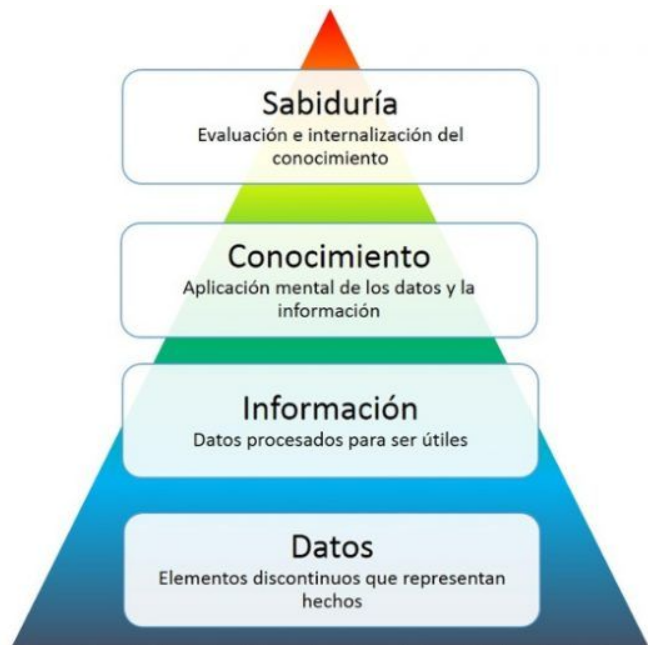 Sabiduría
Evaluación e internalización del
conocimiento
Conocimiento
Aplicación mental de los datos y la
información
Información
Datos procesados para ser útiles
Datos
Elementos discontinuos que representan
hechos